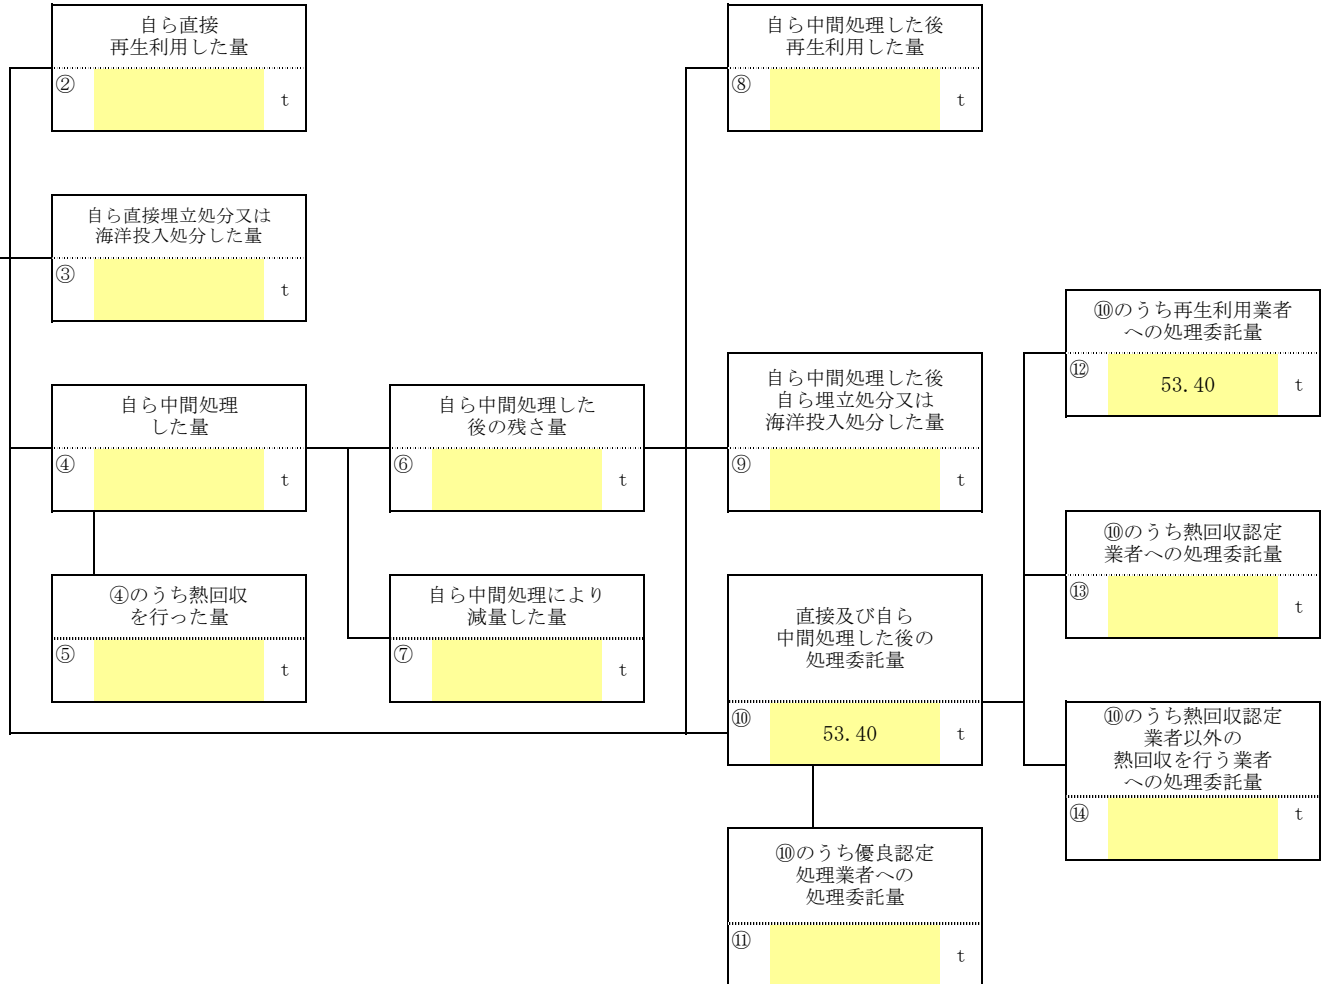 自ら直接
再生利用した量
②
t
自ら中間処理した後
再生利用した量
⑧
t
自ら直接埋立処分又は
海洋投入処分した量
③
t
⑩のうち再生利用業者
への処理委託量
⑫
53.40
t
自ら中間処理
した量
④
t
自ら中間処理した
後の残さ量
⑥
t
自ら中間処理した後
自ら埋立処分又は
海洋投入処分した量
⑨
t
⑩のうち熱回収認定
業者への処理委託量
⑬
t
④のうち熱回収
を行った量
⑤
t
自ら中間処理により
減量した量
⑦
t
直接及び自ら
中間処理した後の
処理委託量
⑩
53.40
t
⑩のうち熱回収認定
業者以外の
熱回収を行う業者
への処理委託量
⑭
t
⑩のうち優良認定
処理業者への
処理委託量
⑪
t